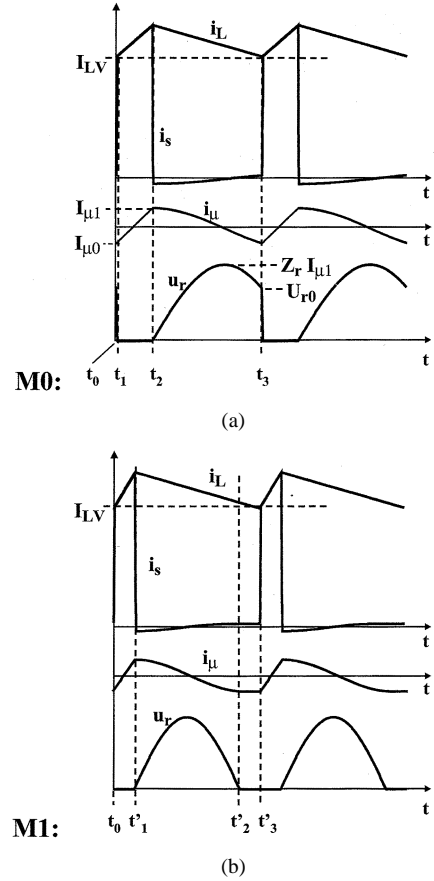 i_L
I_LV
i_s
t
I_μ1
i_μ
t
I_μ0
Z_r I_μ1
u_r
U_r0
t
M0:
t_0 t_1 t_2 t_3
(a)
i_L
I_LV
i_s
t
i_μ
t
u_r
t
M1:
t_0 t'_1 t'_2 t'_3
(b)